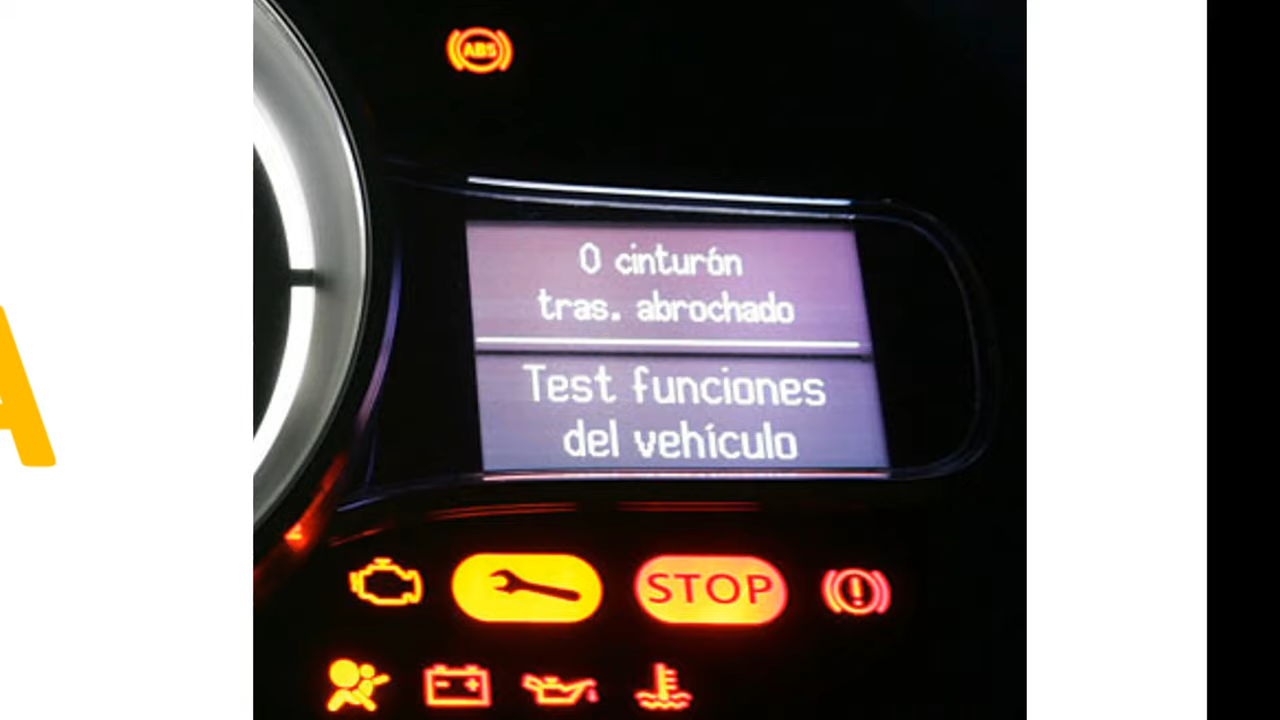 A
ABS
0 cinturón
tras. abrochado
Test funciones
del vehículo
STOP